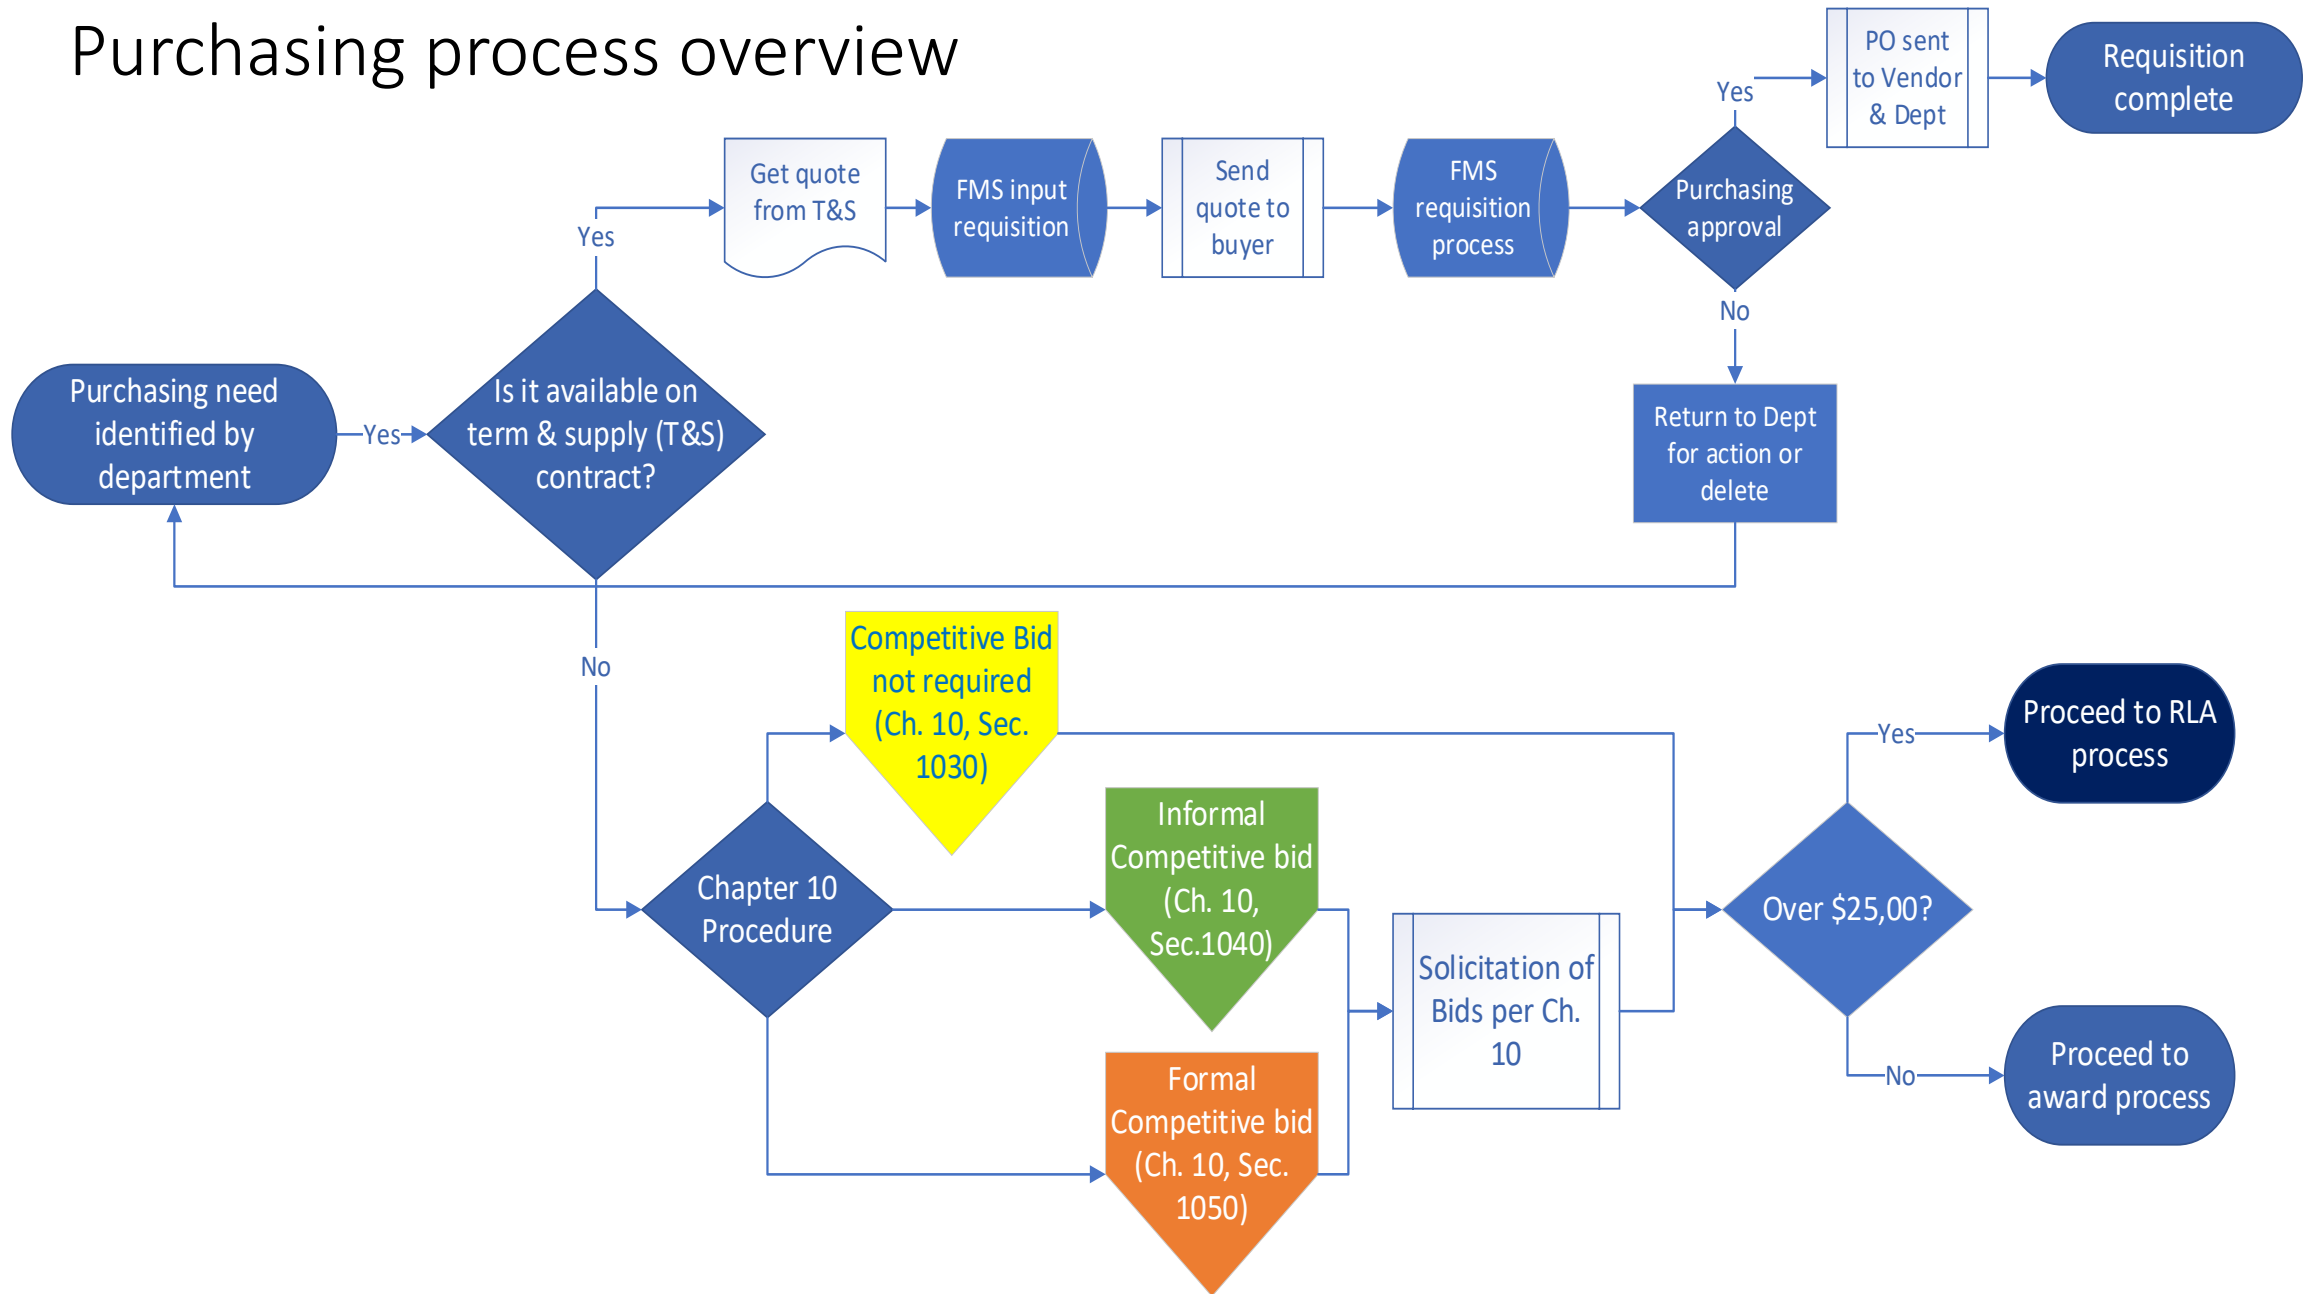 Purchasing process overview
PO sent
to Vendor
& Dept
Requisition
complete
Yes
Get quote
from T&S
FMS input
requisition
Send
quote to
buyer
FMS
requisition
process
Purchasing
approval
Yes
No
Purchasing need
identified by
department
Yes
Is it available on
term & supply (T&S)
contract?
Return to Dept
for action or
delete
No
Competitive Bid
not required
(Ch. 10, Sec.
1030)
Chapter 10
Procedure
Informal
Competitive bid
(Ch. 10,
Sec.1040)
Formal
Competitive bid
(Ch. 10, Sec.
1050)
Solicitation of
Bids per Ch.
10
Over $25,00?
Yes
Proceed to RLA
process
No
Proceed to
award process